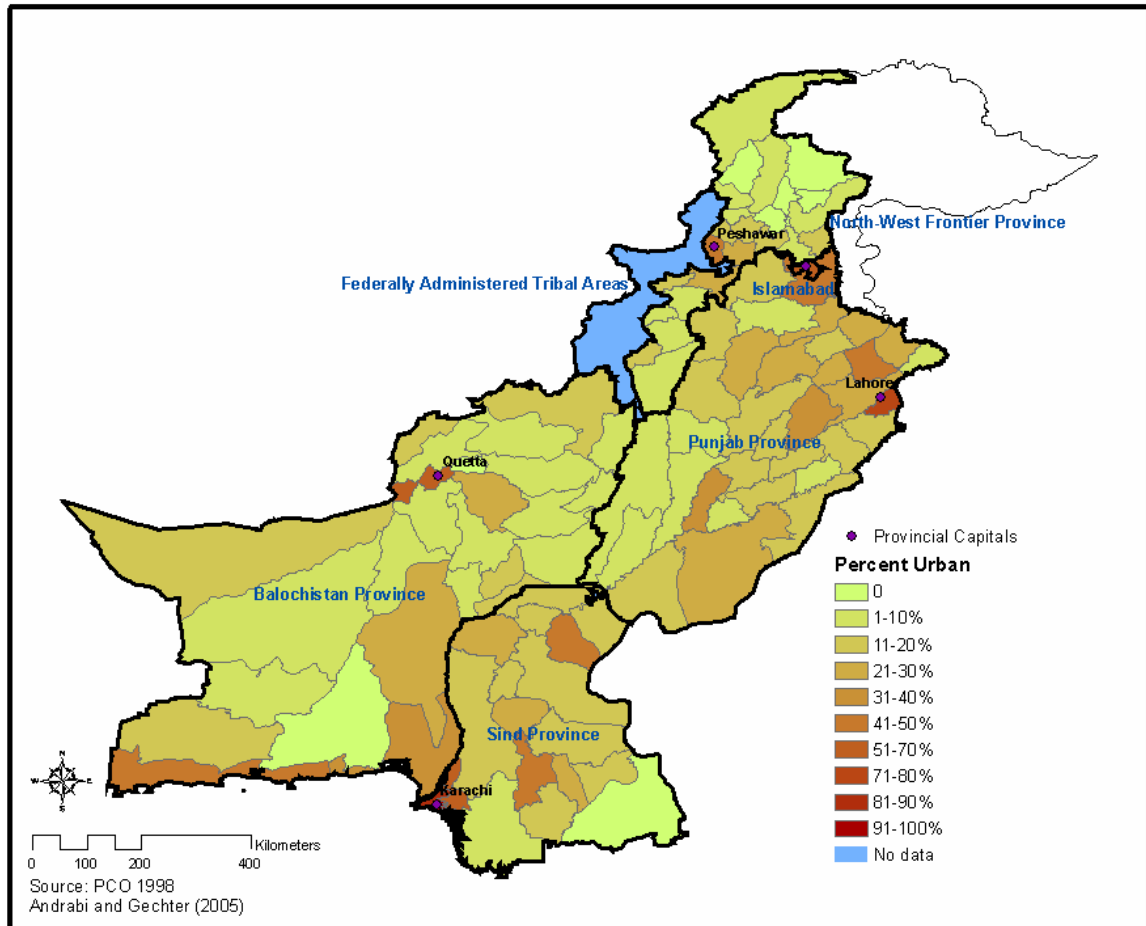 North-West Frontier Province
Peshawar
Federally Administered Tribal Areas
Islamabad
Lahore
Punjab Province
Quetta
Balochistan Province
Sind Province
Karachi
Provincial Capitals
Percent Urban
0
1-10%
11-20%
21-30%
31-40%
41-50%
51-70%
71-80%
81-90%
91-100%
No data
N
W E
S
Kilometers
0 100 200 400
Source: PCO 1998
Andrabi and Gechter (2005)